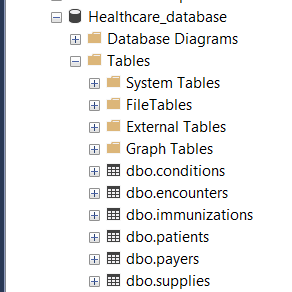 Healthcare_database
Database Diagrams
Tables
System Tables
FileTables
External Tables
Graph Tables
dbo.conditions
dbo.encounters
dbo.immunizations
dbo.patients
dbo.payers
dbo.supplies